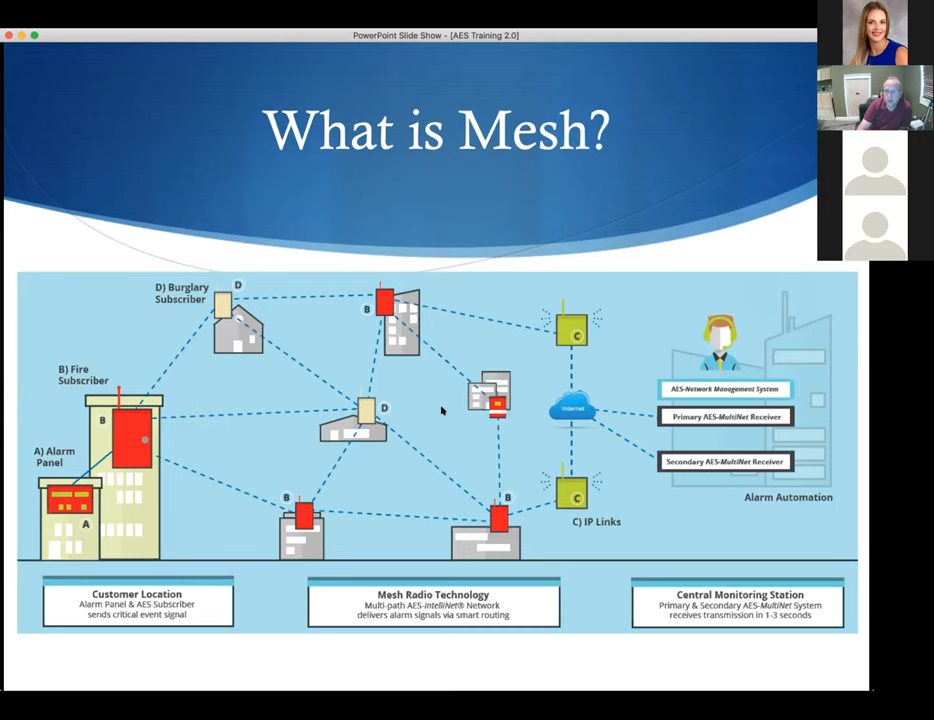 PowerPoint Slide Show - [AES Training 2.0]
What is Mesh?
D) Burglary
Subscriber
D
B
C
B) Fire
Subscriber
B
A) Alarm
Panel
A
D
B
B
Internet
C
C) IP Links
AES-Network Management System
Primary AES-MultiNet Receiver
Secondary AES-MultiNet Receiver
Alarm Automation
Customer Location
Alarm Panel & AES Subscriber
sends critical event signal
Mesh Radio Technology
Multi-path AES-IntelliNet® Network
delivers alarm signals via smart routing
Central Monitoring Station
Primary & Secondary AES-MultiNet System
receives transmission in 1-3 seconds